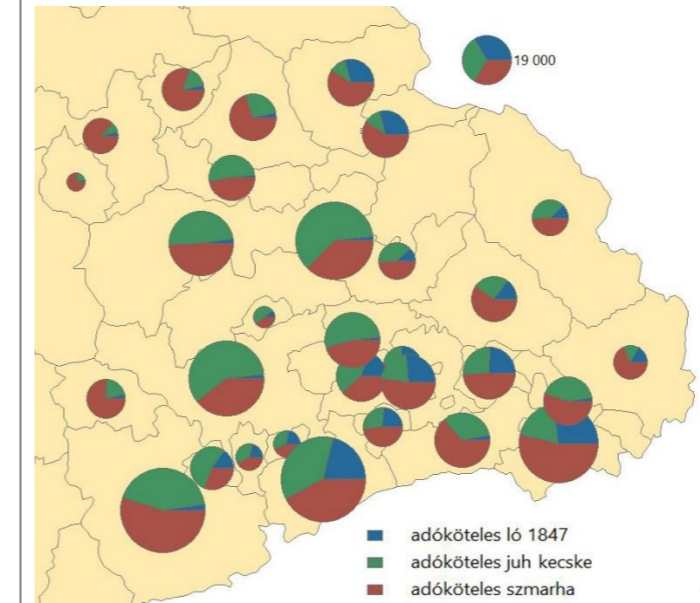 19 000
adóköteles ló 1847
adóköteles juh kecske
adóköteles szmarha